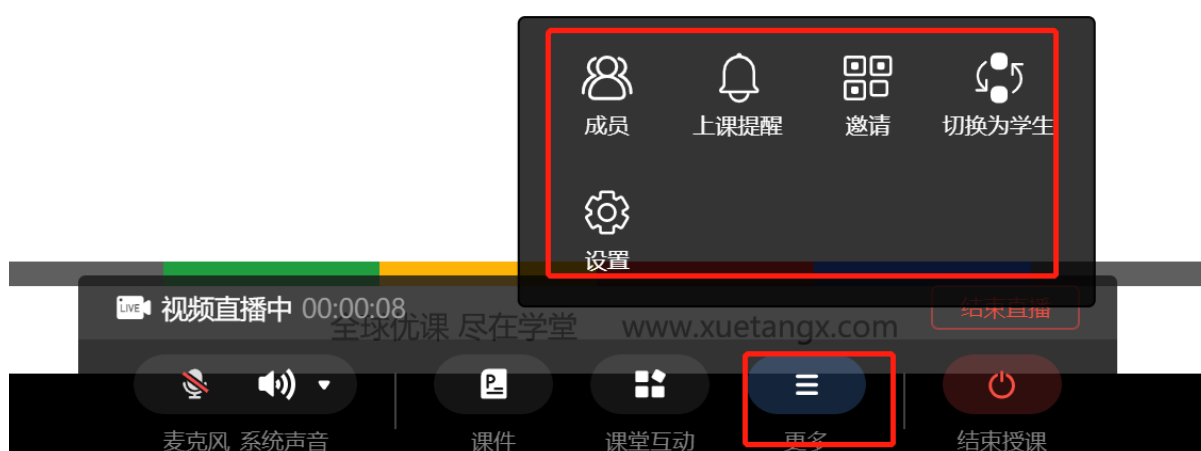 成员 上课提醒 邀请 切换为学生
设置
LIVE 视频直播中 00:00:08 结束直播
全球优课 尽在学堂 www.xuetangx.com
麦克风 系统声音 课件 课堂互动 更多 结束授课